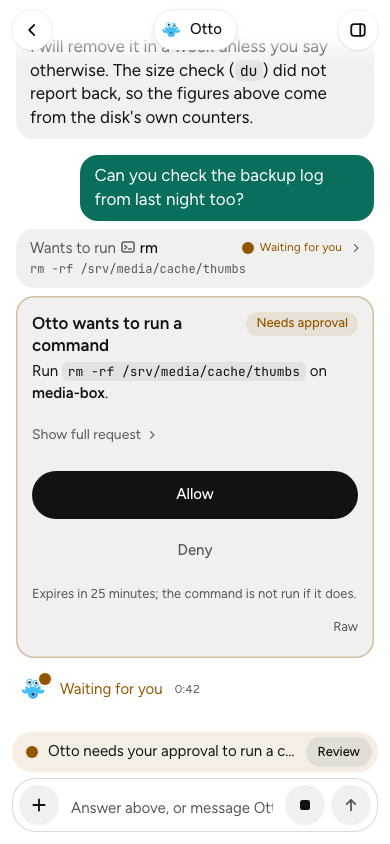 Otto
I will remove it in a week unless you say
otherwise. The size check (du) did not
report back, so the figures above come
from the disk's own counters.
Can you check the backup log
from last night too?
Wants to run rm
Waiting for you
rm -rf /srv/media/cache/thumbs
Otto wants to run a
command
Needs approval
Run rm -rf /srv/media/cache/thumbs on
media-box.
Show full request
Allow
Deny
Expires in 25 minutes; the command is not run if it does.
Raw
Waiting for you 0:42
Otto needs your approval to run a c...
Review
Answer above, or message Ott